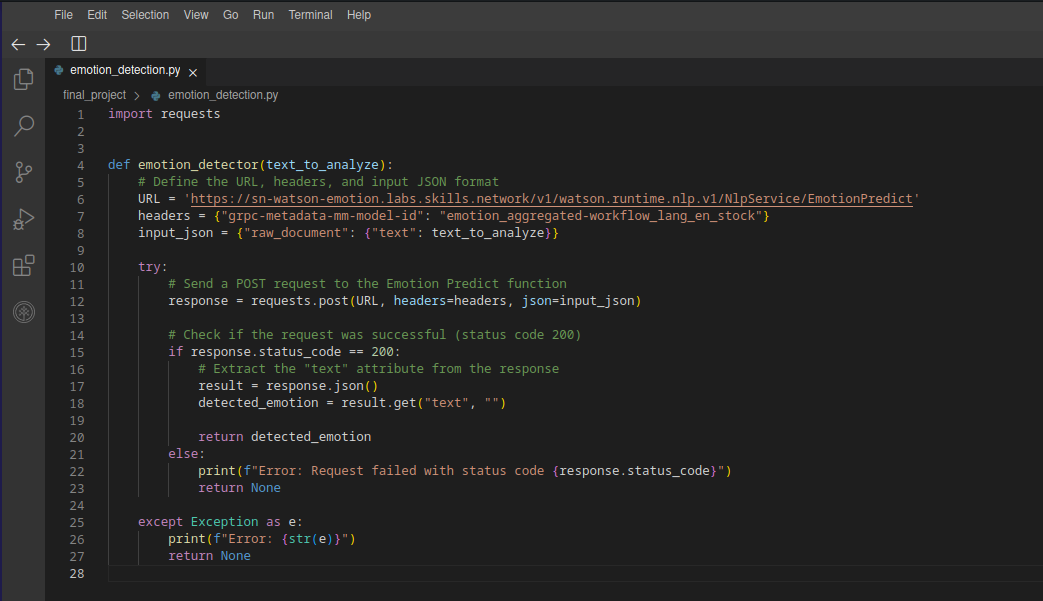 File Edit Selection View Go Run Terminal Help
emotion_detection.py
final_project > emotion_detection.py
1 import requests
2
3
4 def emotion_detector(text_to_analyze):
5     # Define the URL, headers, and input JSON format
6     URL = 'https://sn-watson-emotion.labs.skills.network/v1/watson.runtime.nlp.v1/NlpService/EmotionPredict'
7     headers = {"grpc-metadata-mm-model-id": "emotion_aggregated-workflow_lang_en_stock"}
8     input_json = {"raw_document": {"text": text_to_analyze}}
9
10     try:
11         # Send a POST request to the Emotion Predict function
12         response = requests.post(URL, headers=headers, json=input_json)
13
14         # Check if the request was successful (status code 200)
15         if response.status_code == 200:
16             # Extract the "text" attribute from the response
17             result = response.json()
18             detected_emotion = result.get("text", "")
19
20             return detected_emotion
21         else:
22             print(f"Error: Request failed with status code {response.status_code}")
23             return None
24
25     except Exception as e:
26         print(f"Error: {str(e)}")
27         return None
28